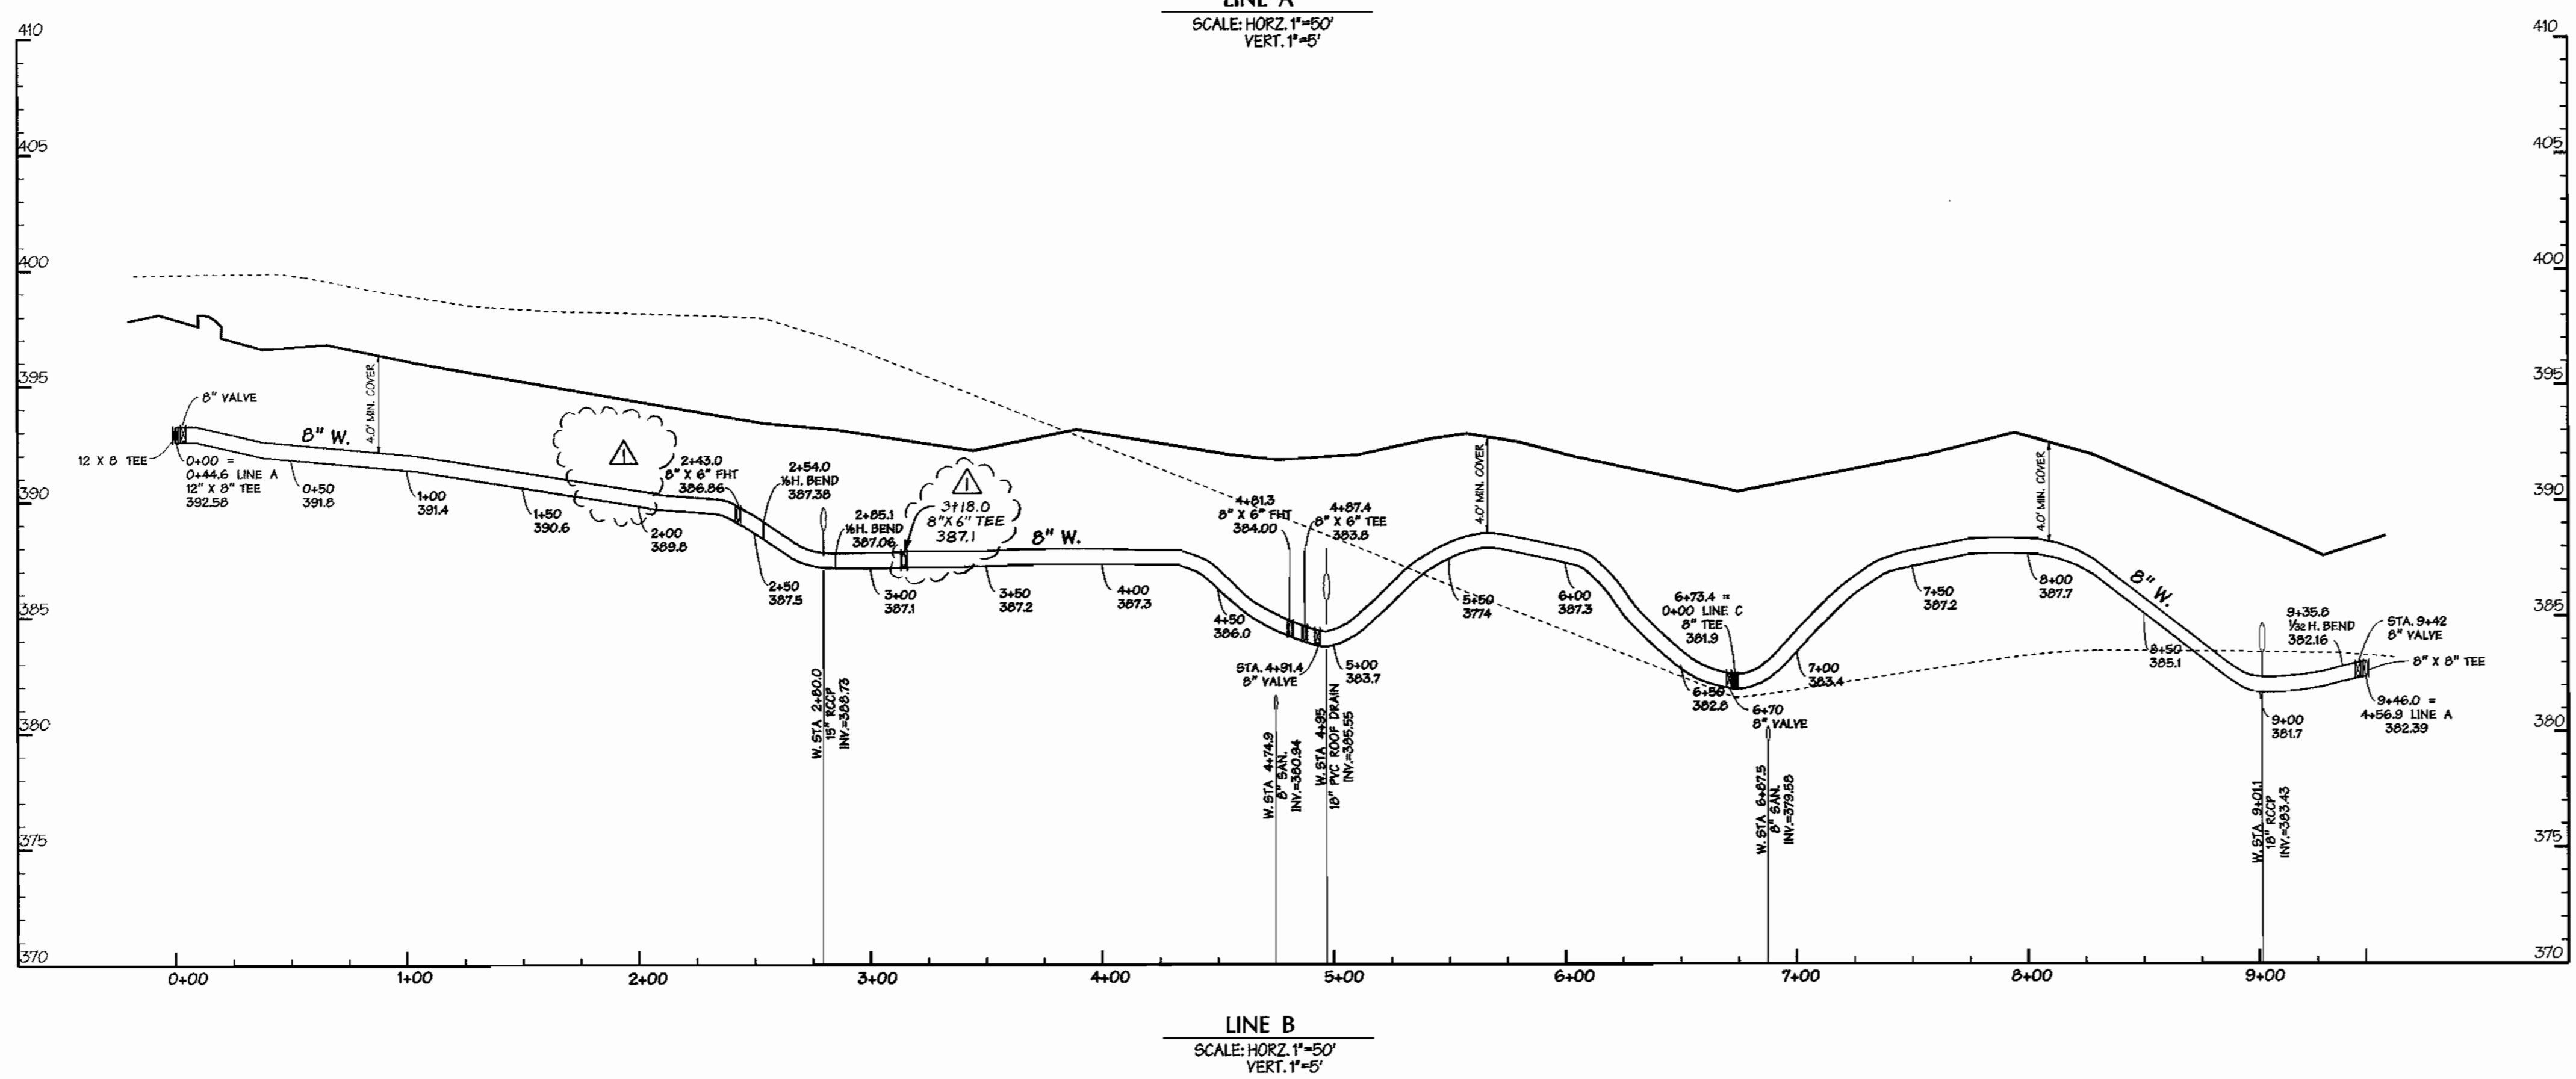 LINE A
SCALE: HORZ. 1"=50'
VERT. 1"=5'
410
410
405
405
400
400
395
395
390
390
385
385
380
380
375
375
370
370
8" VALVE
12 X 8 TEE
0+00 =
0+44.6 LINE A
12" X 8" TEE
392.58
8" W.
0+50
391.8
4.0' MIN. COVER
1+00
391.4
1+50
390.6
1
2+00
389.8
2+43.0
8" X 6" FHT
386.86
2+54.0
1/16 H. BEND
387.38
2+50
387.5
W. STA 2+80.0
15" RCCP
INV.=388.73
2+85.1
1/16 H. BEND
387.06
3+00
387.1
1
3+18.0
8"X 6" TEE
387.1
3+50
387.2
8" W.
4+00
387.3
4+50
386.0
4+81.3
8" X 6" FHT
384.00
4+87.4
8" X 6" TEE
383.8
STA. 4+91.4
8" VALVE
W. STA 4+74.9
8" SAN.
INV.=380.94
W. STA 4+95
18" PVC ROOF DRAIN
INV.=385.55
5+00
383.7
5+50
377.4
4.0' MIN. COVER
6+00
387.3
6+73.4 =
0+00 LINE C
8" TEE
381.9
6+50
382.8
6+70
8" VALVE
W. STA 6+87.5
8" SAN.
INV.=379.58
7+00
383.4
7+50
387.2
8+00
387.7
4.0' MIN. COVER
8" W.
8+50
385.1
W. STA 9+01.1
18" RCCP
INV.=383.43
9+00
381.7
9+35.8
1/32 H. BEND
382.16
STA. 9+42
8" VALVE
8" X 8" TEE
9+46.0 =
4+56.9 LINE A
382.39
0+00
1+00
2+00
3+00
4+00
5+00
6+00
7+00
8+00
9+00
LINE B
SCALE: HORZ. 1"=50'
VERT. 1"=5'